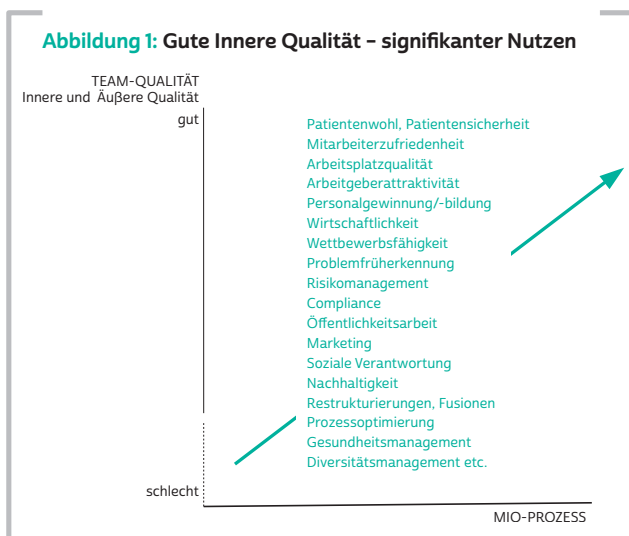 Abbildung 1: Gute Innere Qualität – signifikanter Nutzen
TEAM-QUALITÄT
Innere und Äußere Qualität
gut
Patientenwohl, Patientensicherheit
Mitarbeiterzufriedenheit
Arbeitsplatzqualität
Arbeitgeberattraktivität
Personalgewinnung/-bildung
Wirtschaftlichkeit
Wettbewerbsfähigkeit
Problemfrüherkennung
Risikomanagement
Compliance
Öffentlichkeitsarbeit
Marketing
Soziale Verantwortung
Nachhaltigkeit
Restrukturierungen, Fusionen
Prozessoptimierung
Gesundheitsmanagement
Diversitätsmanagement etc.
schlecht
MIO-PROZESS